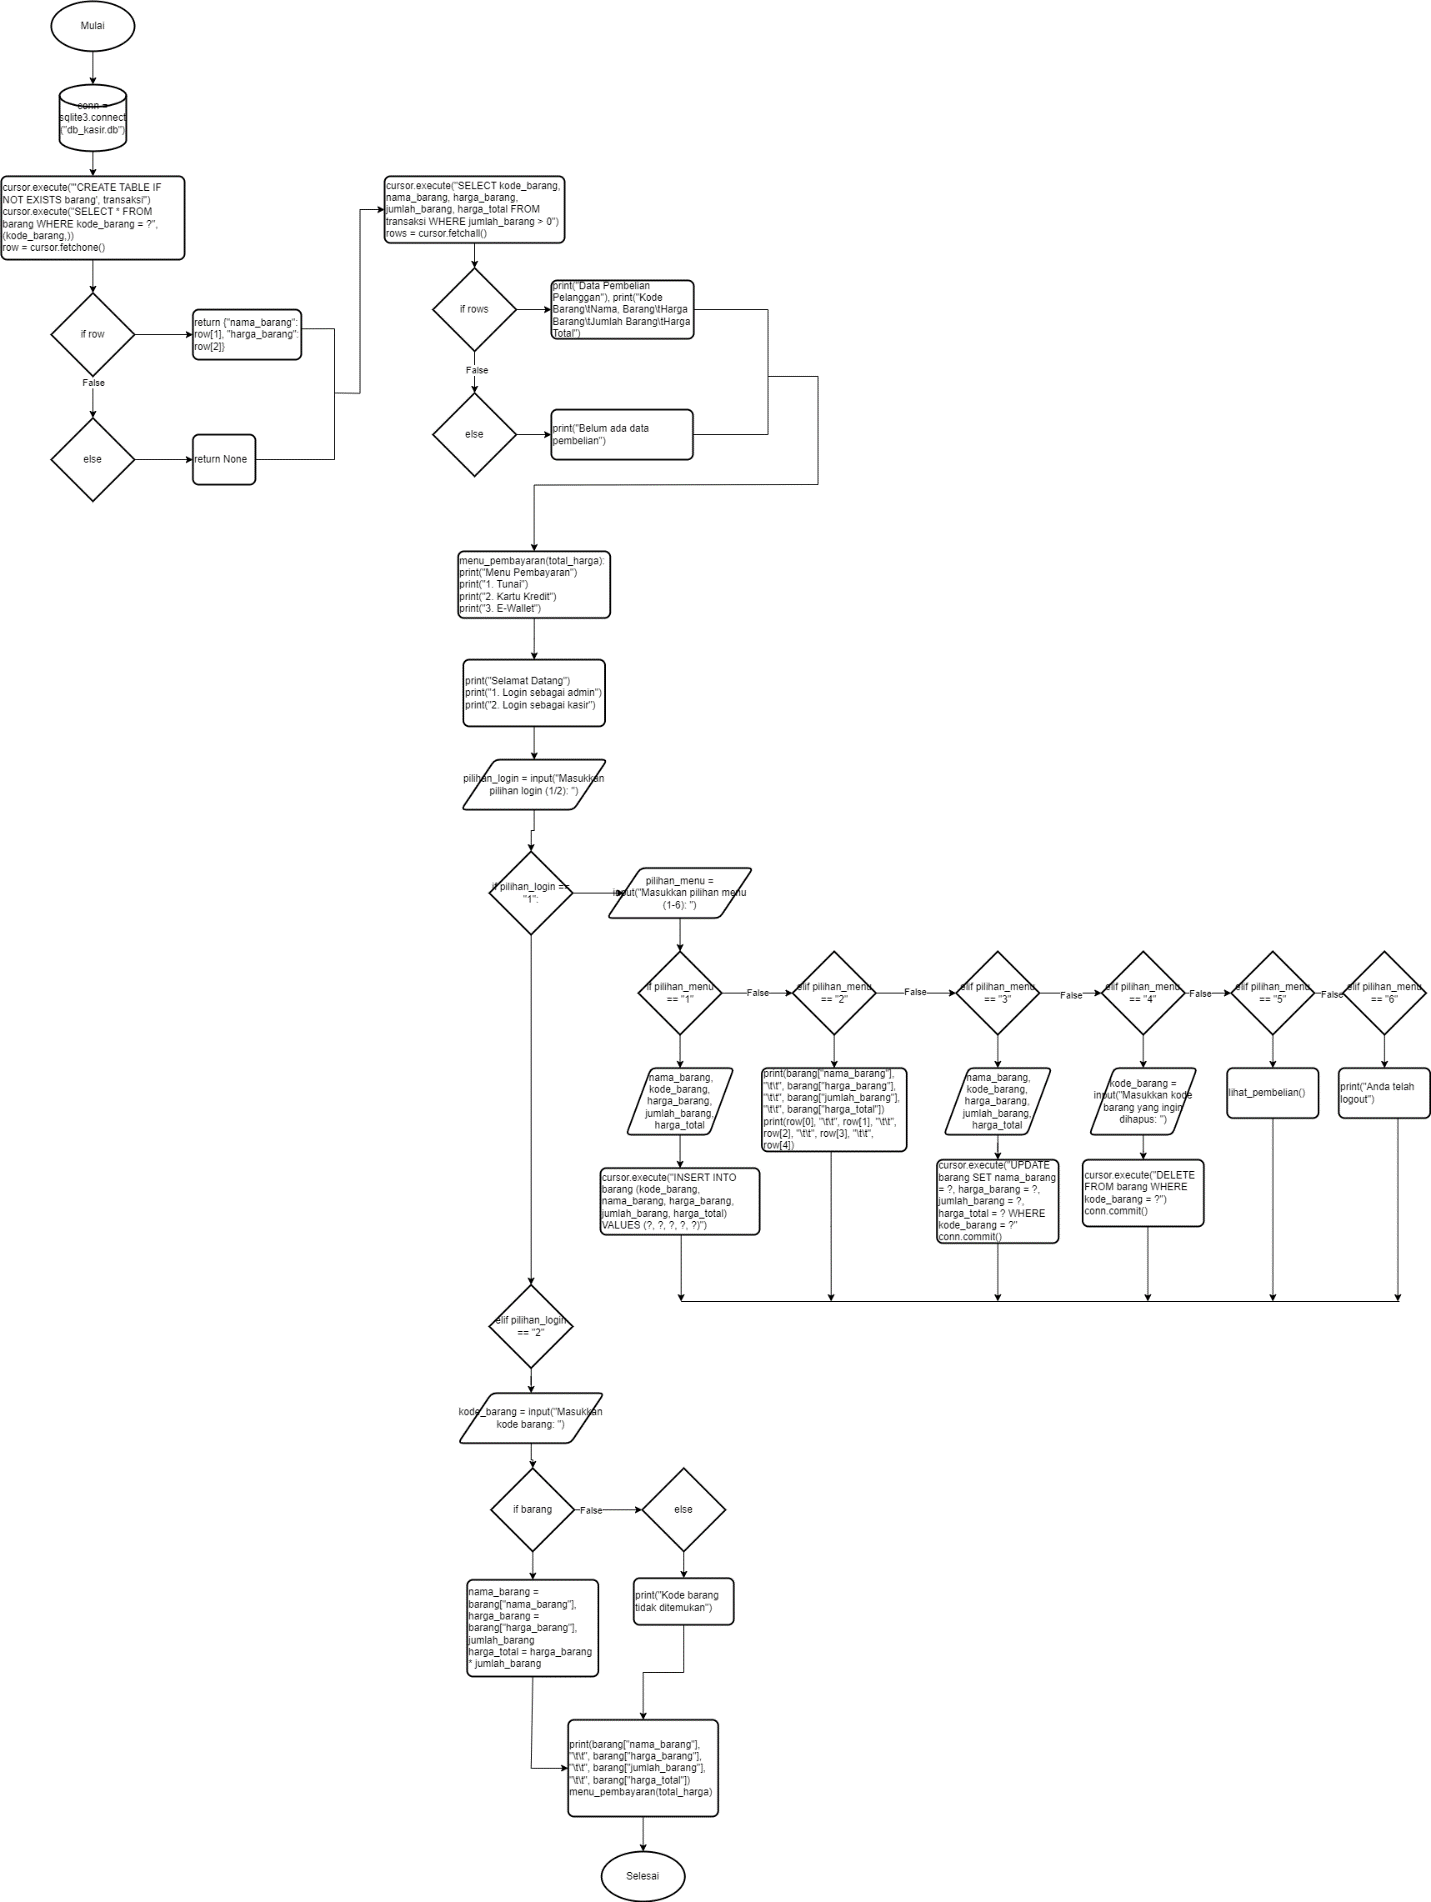 Mulai
conn =
sqlite3.connect
("db_kasir.db")
cursor.execute("'CREATE TABLE IF
NOT EXISTS barang', transaksi")
cursor.execute("SELECT * FROM
barang WHERE kode_barang = ?",
(kode_barang,))
row = cursor.fetchone()
if row
return {"nama_barang":
row[1], "harga_barang":
row[2]}
False
else
return None
cursor.execute("SELECT kode_barang,
nama_barang, harga_barang,
jumlah_barang, harga_total FROM
transaksi WHERE jumlah_barang > 0")
rows = cursor.fetchall()
if rows
print("Data Pembelian
Pelanggan"), print("Kode
Barang\tNama, Barang\tHarga
Barang\tJumlah Barang\tHarga
Total")
False
else
print("Belum ada data
pembelian")
menu_pembayaran(total_harga):
print("Menu Pembayaran")
print("1. Tunai")
print("2. Kartu Kredit")
print("3. E-Wallet")
print("Selamat Datang")
print("1. Login sebagai admin")
print("2. Login sebagai kasir")
pilihan_login = input("Masukkan
pilihan login (1/2): ")
if pilihan_login ==
"1":
pilihan_menu =
input("Masukkan pilihan menu
(1-6): ")
if pilihan_menu
== "1"
False
elif pilihan_menu
== "2"
False
elif pilihan_menu
== "3"
False
elif pilihan_menu
== "4"
False
elif pilihan_menu
== "5"
False
elif pilihan_menu
== "6"
nama_barang,
kode_barang,
harga_barang,
jumlah_barang,
harga_total
print(barang["nama_barang"],
"\t\t", barang["harga_barang"],
"\t\t", barang["jumlah_barang"],
"\t\t", barang["harga_total"])
print(row[0], "\t\t", row[1], "\t\t",
row[2], "\t\t", row[3], "\t\t",
row[4])
nama_barang,
kode_barang,
harga_barang,
jumlah_barang,
harga_total
kode_barang =
input("Masukkan kode
barang yang ingin
dihapus: ")
lihat_pembelian()
print("Anda telah
logout")
cursor.execute("INSERT INTO
barang (kode_barang,
nama_barang, harga_barang,
jumlah_barang, harga_total)
VALUES (?, ?, ?, ?, ?)")
cursor.execute("UPDATE
barang SET nama_barang
= ?, harga_barang = ?,
jumlah_barang = ?,
harga_total = ? WHERE
kode_barang = ?"
conn.commit()
cursor.execute("DELETE
FROM barang WHERE
kode_barang = ?")
conn.commit()
elif pilihan_login
== "2"
kode_barang = input("Masukkan
kode barang: ")
if barang
False
else
nama_barang =
barang["nama_barang"],
harga_barang =
barang["harga_barang"],
jumlah_barang
harga_total = harga_barang
* jumlah_barang
print("Kode barang
tidak ditemukan")
print(barang["nama_barang"],
"\t\t", barang["harga_barang"],
"\t\t", barang["jumlah_barang"],
"\t\t", barang["harga_total"])
menu_pembayaran(total_harga)
Selesai